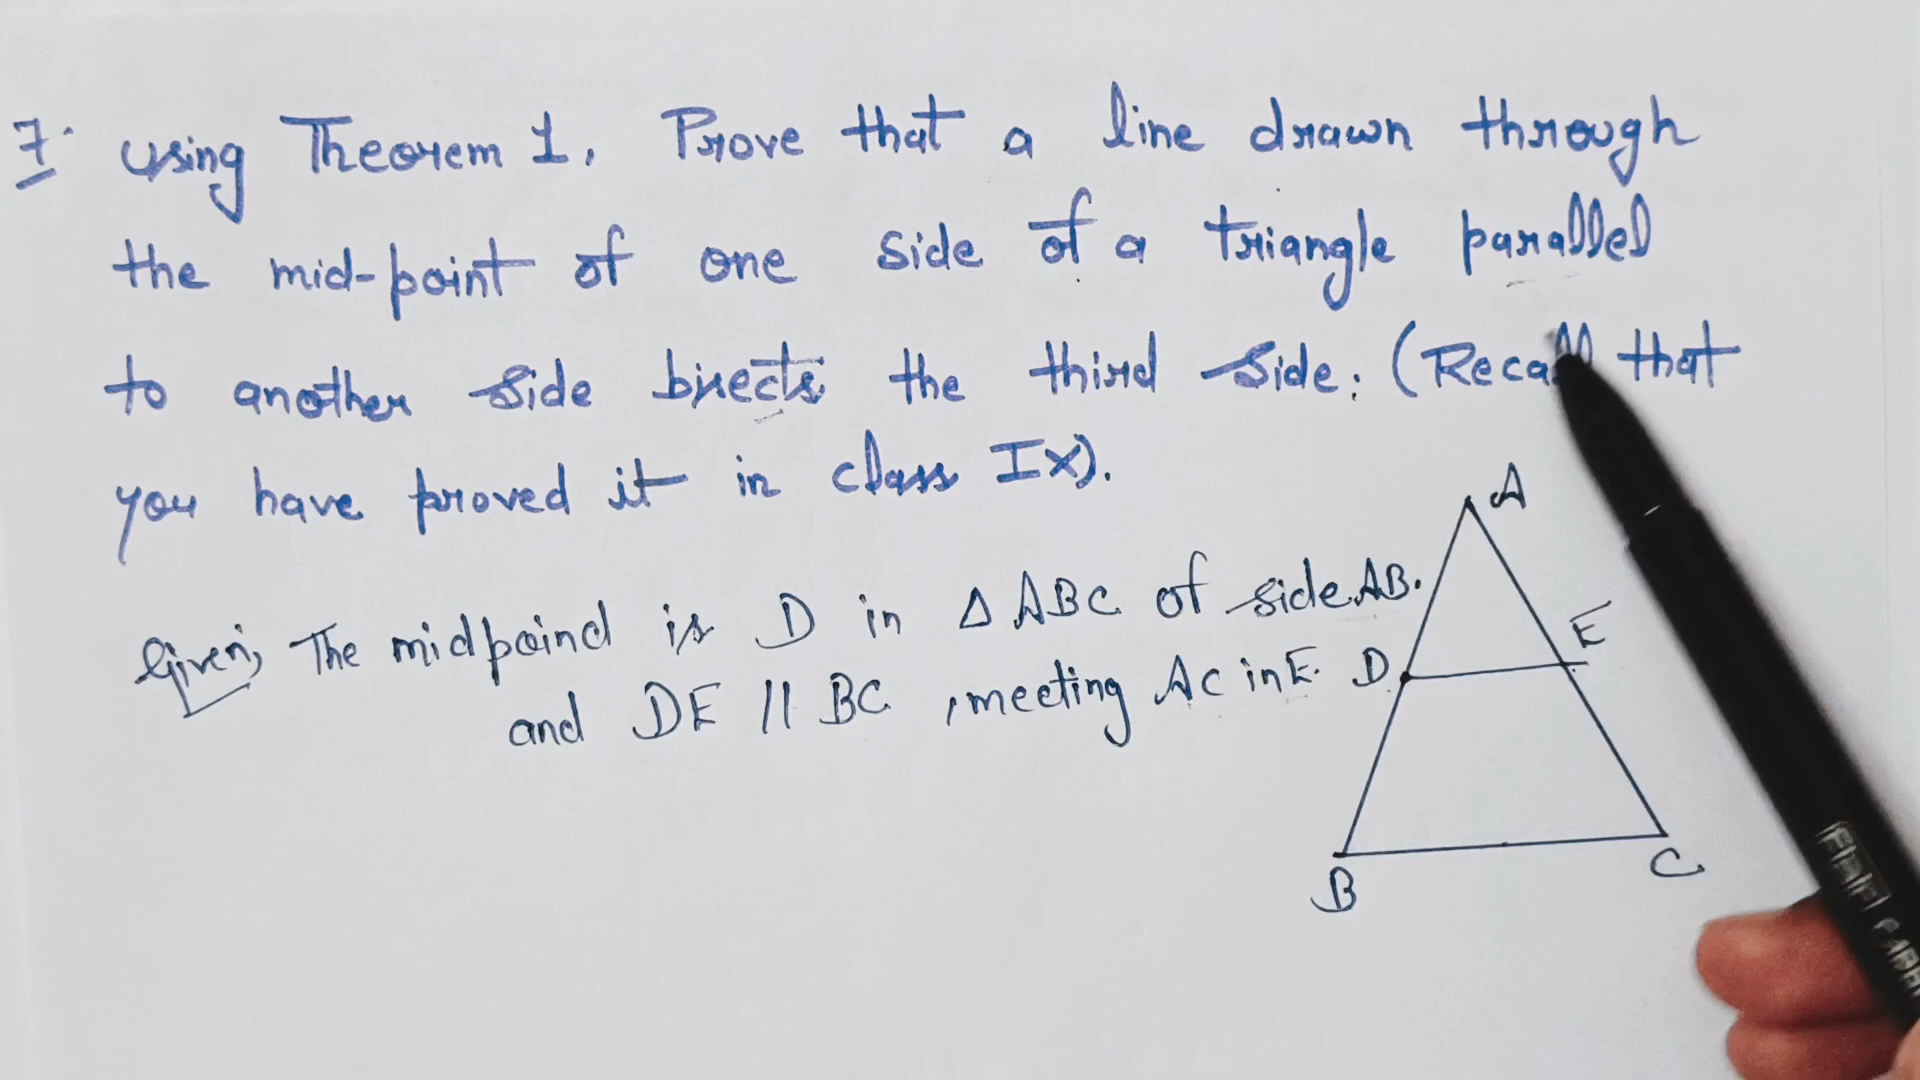 7. Using Theorem 1, Prove that a line drawn through
the mid-point of one side of a triangle parallel
to another side bisects the third side. (Recall that
you have proved it in class IX).
Given, The midpoind is D in △ ABC of side AB.
and DE || BC , meeting AC in E.
A
E
D
B
C